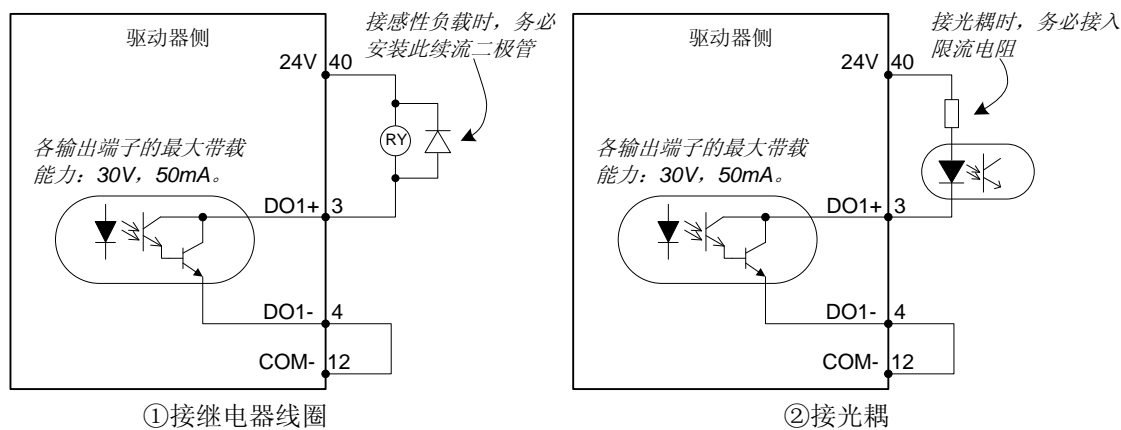 驱动器侧
接感性负载时，务必
安装此续流二极管
24V 40
RY
各输出端子的最大带载
能力：30V，50mA。
DO1+ 3
DO1- 4
COM- 12
①接继电器线圈
驱动器侧
接光耦时，务必接入
限流电阻
24V 40
各输出端子的最大带载
能力：30V，50mA。
DO1+ 3
DO1- 4
COM- 12
②接光耦